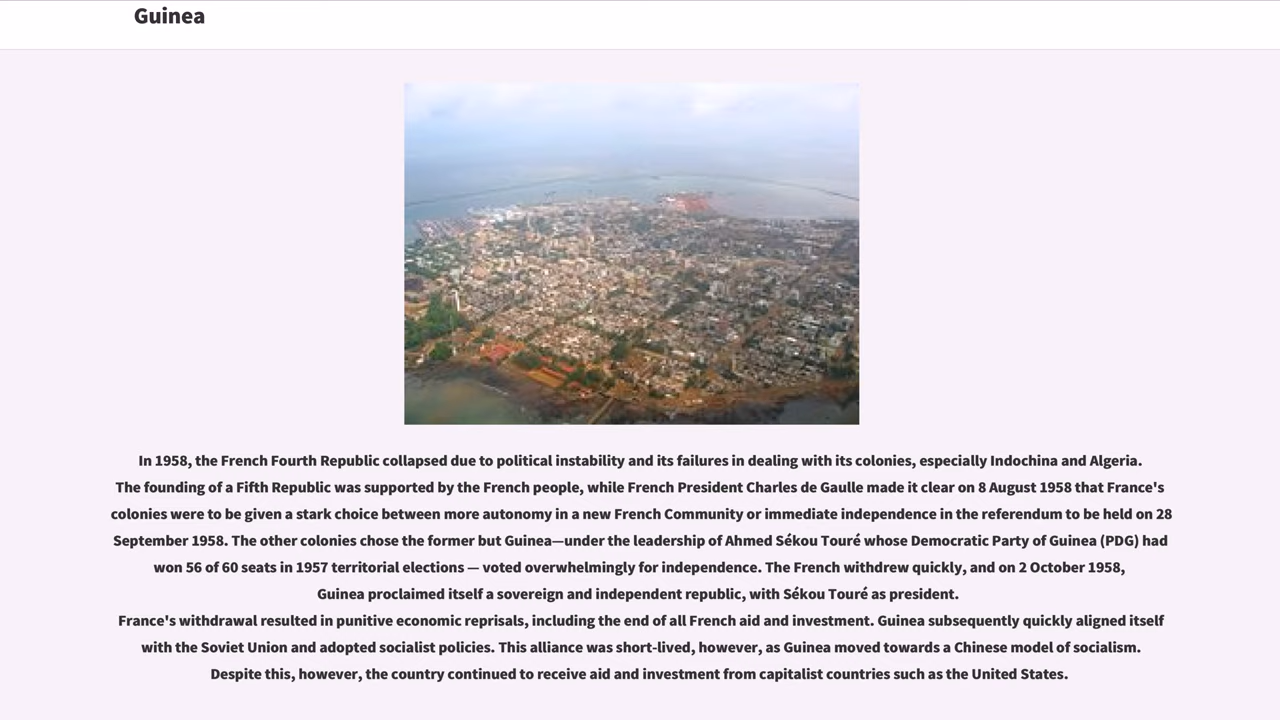 Guinea
In 1958, the French Fourth Republic collapsed due to political instability and its failures in dealing with its colonies, especially Indochina and Algeria.
The founding of a Fifth Republic was supported by the French people, while French President Charles de Gaulle made it clear on 8 August 1958 that France's
colonies were to be given a stark choice between more autonomy in a new French Community or immediate independence in the referendum to be held on 28
September 1958. The other colonies chose the former but Guinea—under the leadership of Ahmed Sékou Touré whose Democratic Party of Guinea (PDG) had
won 56 of 60 seats in 1957 territorial elections — voted overwhelmingly for independence. The French withdrew quickly, and on 2 October 1958,
Guinea proclaimed itself a sovereign and independent republic, with Sékou Touré as president.
France's withdrawal resulted in punitive economic reprisals, including the end of all French aid and investment. Guinea subsequently quickly aligned itself
with the Soviet Union and adopted socialist policies. This alliance was short-lived, however, as Guinea moved towards a Chinese model of socialism.
Despite this, however, the country continued to receive aid and investment from capitalist countries such as the United States.